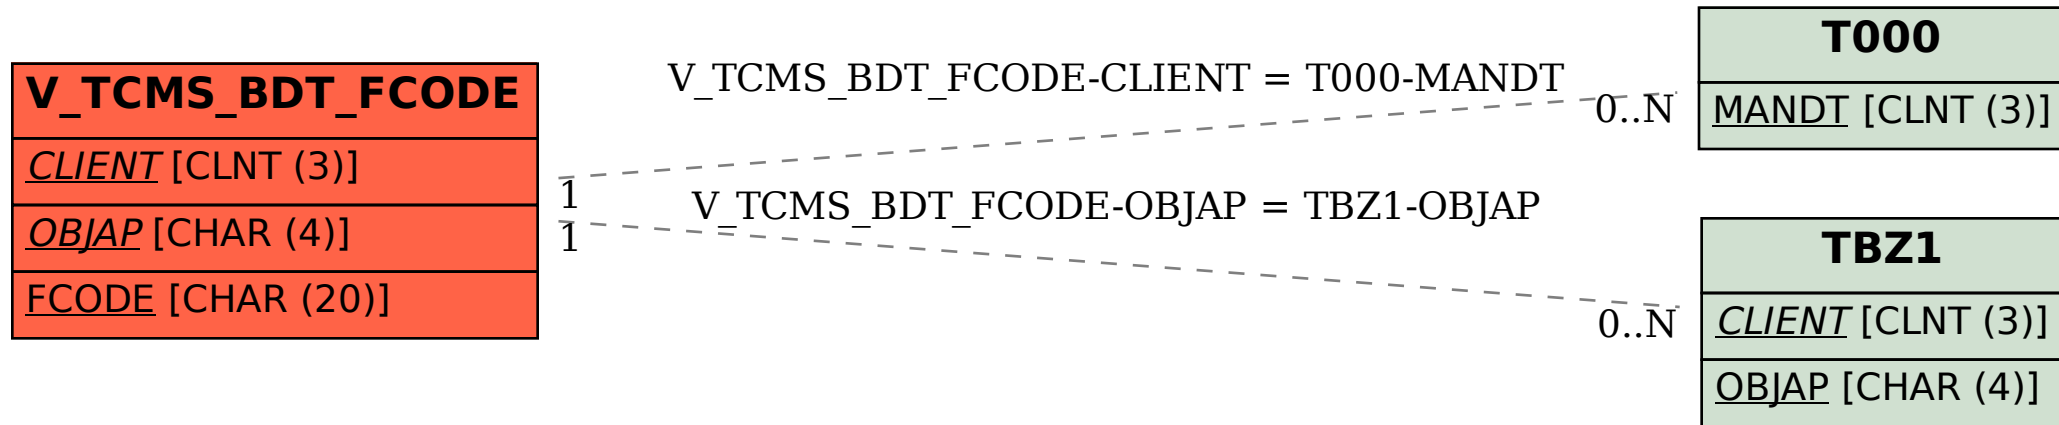 V_TCMS_BDT_FCODE
CLIENT [CLNT (3)]
OBJAP [CHAR (4)]
FCODE [CHAR (20)]
V_TCMS_BDT_FCODE-CLIENT = T000-MANDT
0..N
1
V_TCMS_BDT_FCODE-OBJAP = TBZ1-OBJAP
1
0..N
T000
MANDT [CLNT (3)]
TBZ1
CLIENT [CLNT (3)]
OBJAP [CHAR (4)]